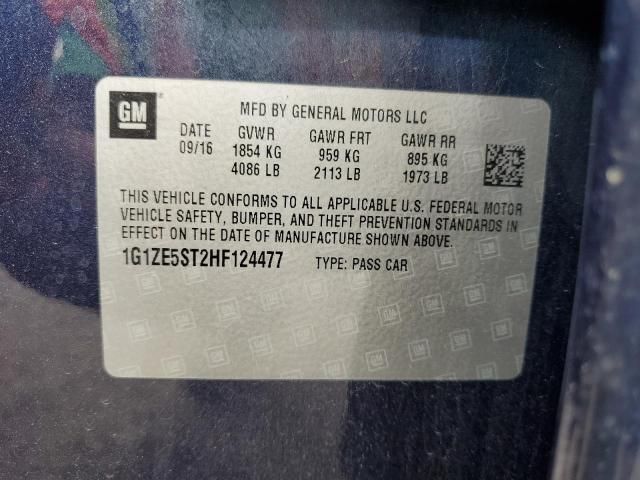 GM
MFD BY GENERAL MOTORS LLC
DATE GVWR GAWR FRT GAWR RR
09/16 1854 KG 959 KG 895 KG
4086 LB 2113 LB 1973 LB
THIS VEHICLE CONFORMS TO ALL APPLICABLE U.S. FEDERAL MOTOR
VEHICLE SAFETY, BUMPER, AND THEFT PREVENTION STANDARDS IN
EFFECT ON THE DATE OF MANUFACTURE SHOWN ABOVE.
1G1ZE5ST2HF124477 TYPE: PASS CAR